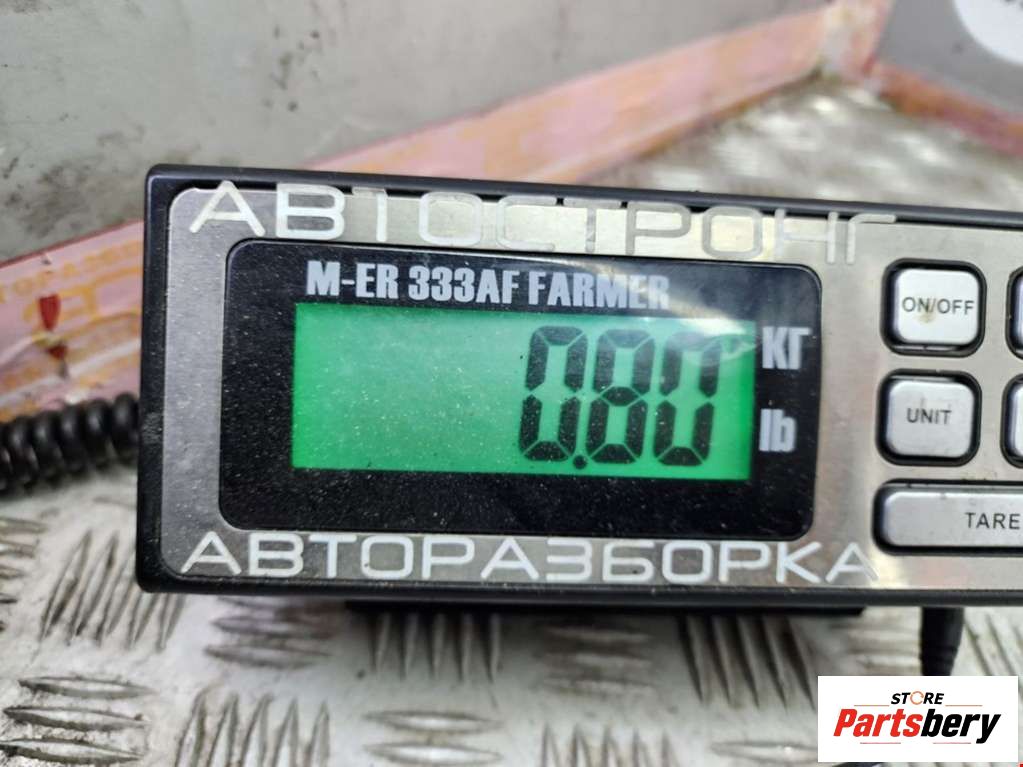 АВТОСТРОНГ
M-ER 333AF FARMER
0.80
КГ
lb
ON/OFF
UNIT
TARE
АВТОРАЗБОРКА
STORE
Partsbery